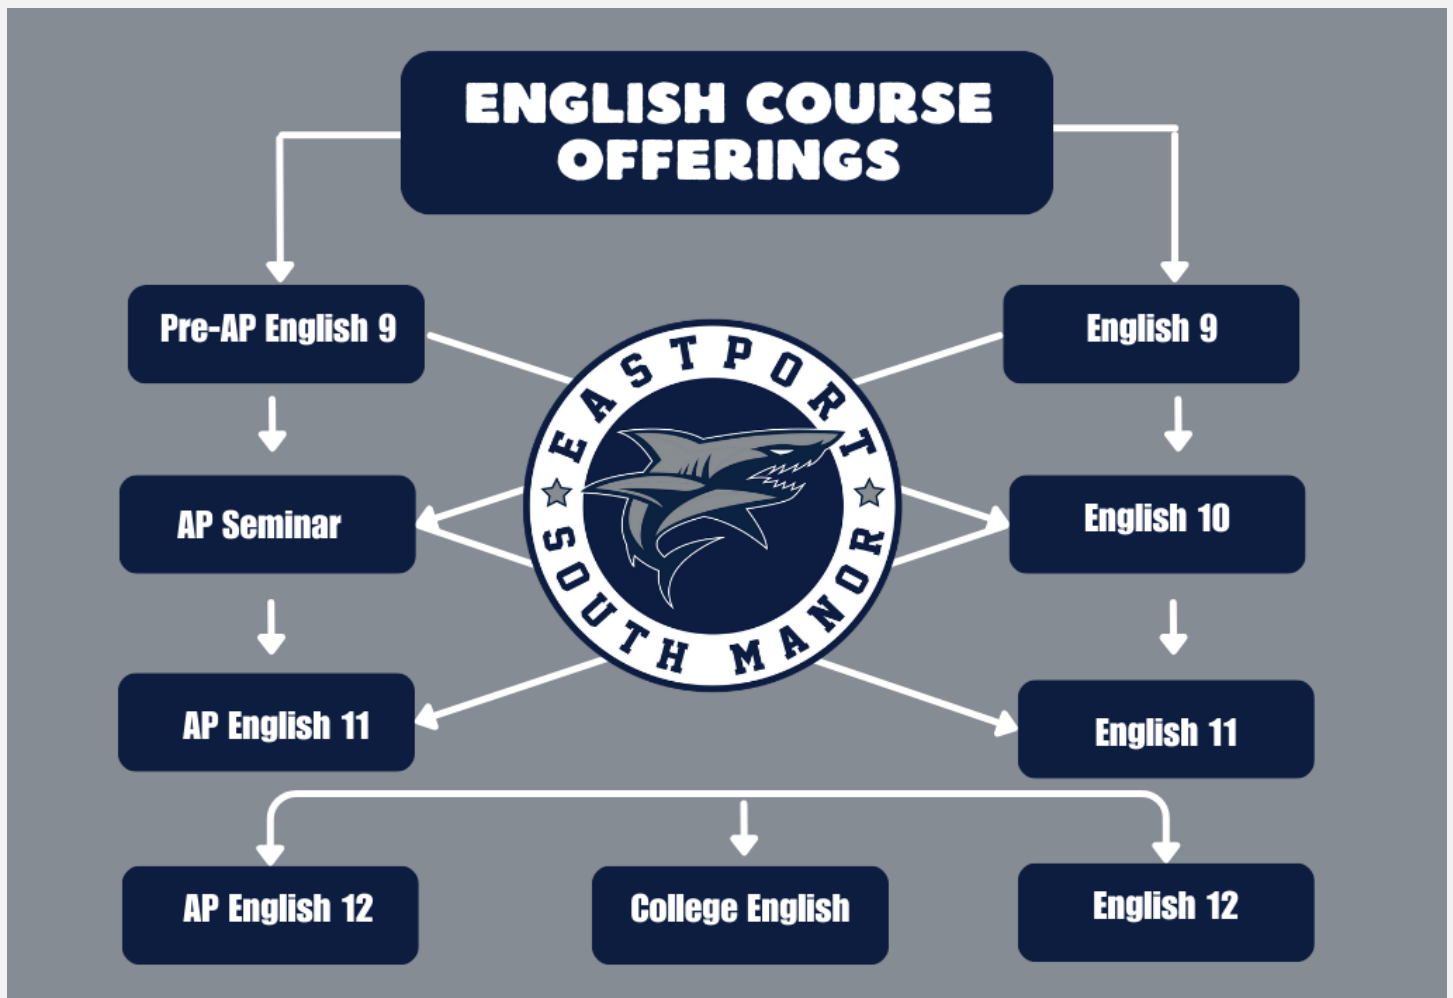 ENGLISH COURSE
OFFERINGS
Pre-AP English 9
English 9
EASTPORT
SOUTH MANOR
AP Seminar
English 10
AP English 11
English 11
AP English 12
College English
English 12